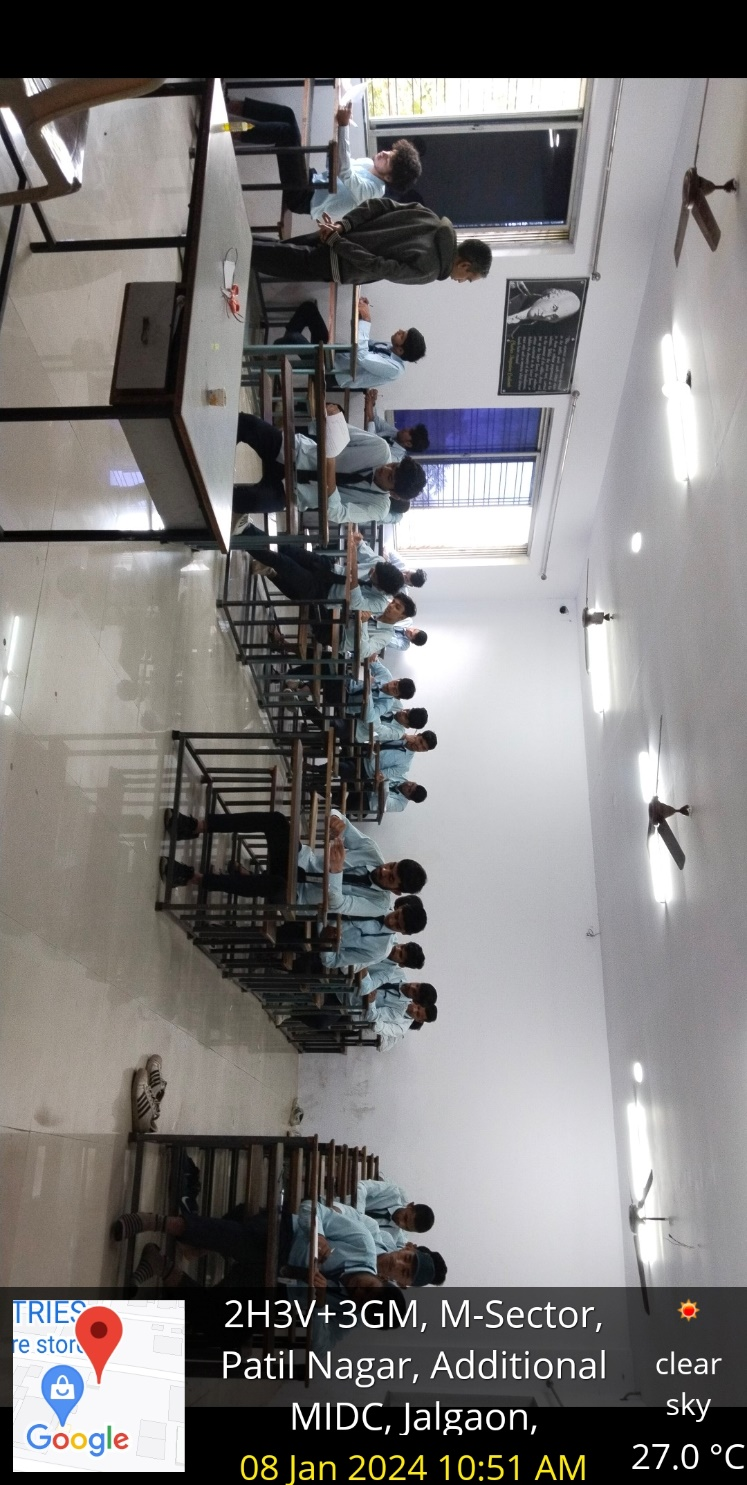 TRIES
re store
Google
2H3V+3GM, M-Sector,
Patil Nagar, Additional
MIDC, Jalgaon,
08 Jan 2024 10:51 AM
clear
sky
27.0 °C